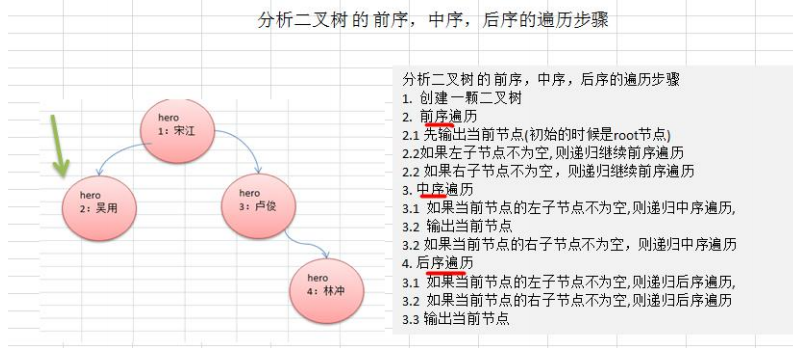 分析二叉树的前序，中序，后序的遍历步骤
hero
1：宋江
hero
2：吴用
hero
3：卢俊
hero
4：林冲
分析二叉树的前序，中序，后序的遍历步骤
1. 创建一颗二叉树
2. 前序遍历
2.1 先输出当前节点(初始的时候是root节点)
2.2如果左子节点不为空,则递归继续前序遍历
2.2 如果右子节点不为空，则递归继续前序遍历
3. 中序遍历
3.1 如果当前节点的左子节点不为空,则递归中序遍历,
3.2 输出当前节点
3.2 如果当前节点的右子节点不为空，则递归中序遍历
4. 后序遍历
3.1 如果当前节点的左子节点不为空,则递归后序遍历,
3.2 如果当前节点的右子节点不为空,则递归后序遍历
3.3 输出当前节点